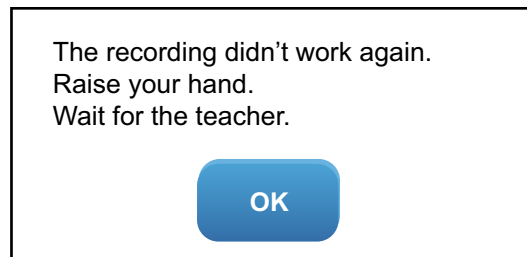 The recording didn’t work again.
Raise your hand.
Wait for the teacher.
OK